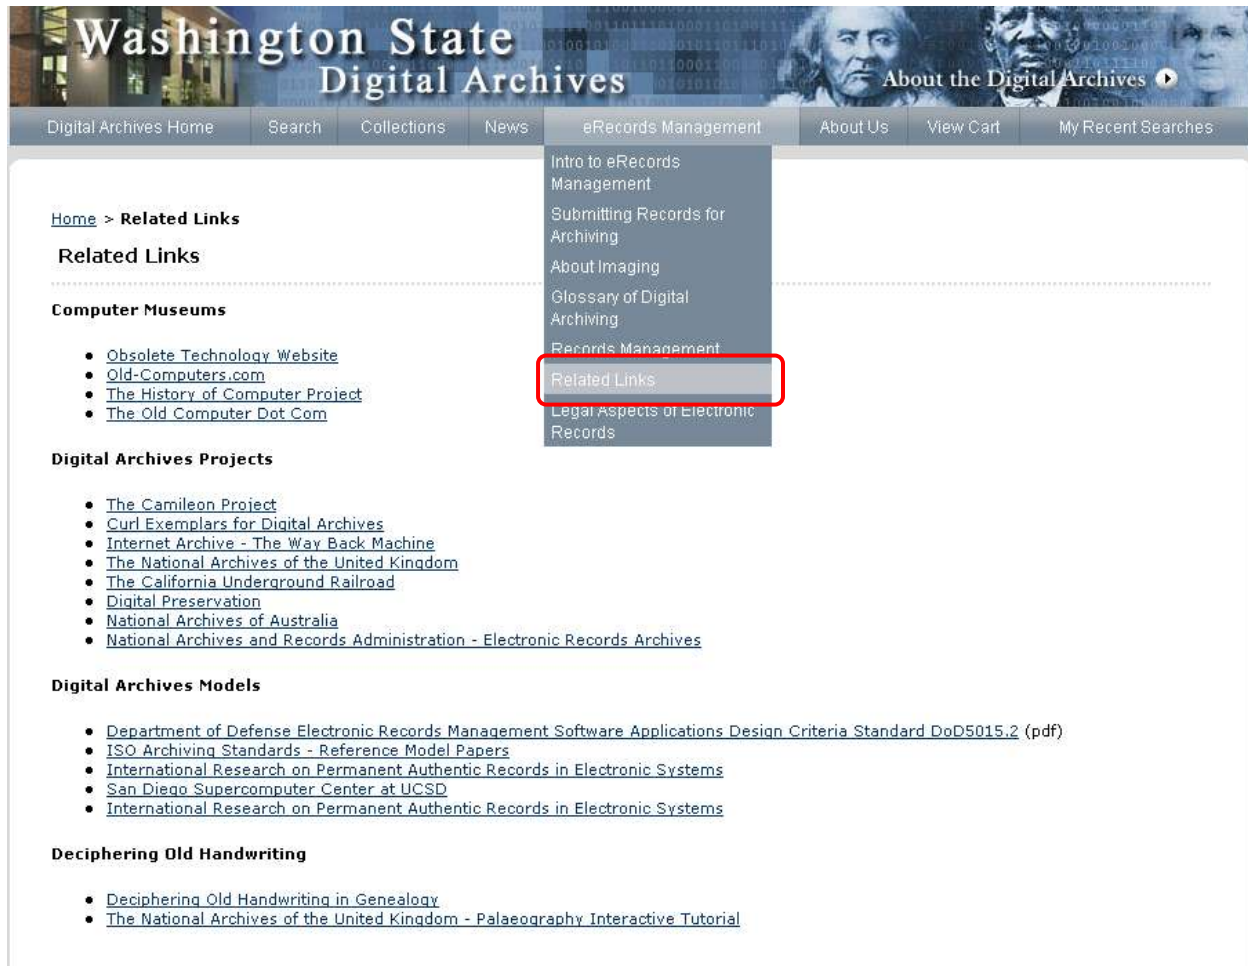 Washington State
Digital Archives
About the Digital Archives
Digital Archives Home Search Collections News eRecords Management About Us View Cart My Recent Searches
Intro to eRecords
Management
Submitting Records for
Archiving
About Imaging
Glossary of Digital
Archiving
Records Management
Related Links
Legal Aspects of Electronic
Records
Home > Related Links
Related Links
Computer Museums
• Obsolete Technology Website
• Old-Computers.com
• The History of Computer Project
• The Old Computer Dot Com
Digital Archives Projects
• The Camileon Project
• Curl Exemplars for Digital Archives
• Internet Archive - The Way Back Machine
• The National Archives of the United Kingdom
• The California Underground Railroad
• Digital Preservation
• National Archives of Australia
• National Archives and Records Administration - Electronic Records Archives
Digital Archives Models
• Department of Defense Electronic Records Management Software Applications Design Criteria Standard DoD5015.2 (pdf)
• ISO Archiving Standards - Reference Model Papers
• International Research on Permanent Authentic Records in Electronic Systems
• San Diego Supercomputer Center at UCSD
• International Research on Permanent Authentic Records in Electronic Systems
Deciphering Old Handwriting
• Deciphering Old Handwriting in Genealogy
• The National Archives of the United Kingdom - Palaeography Interactive Tutorial